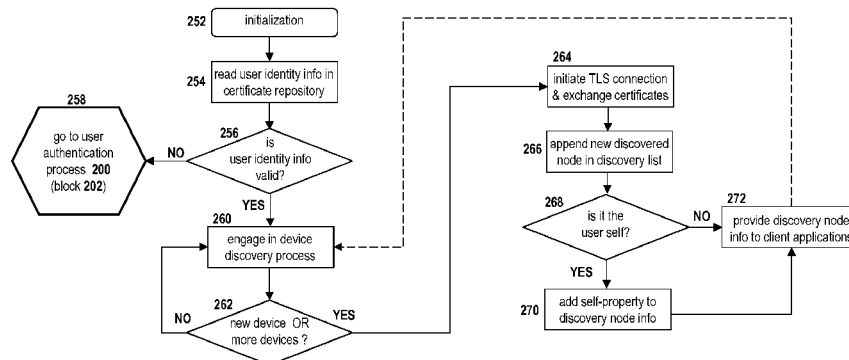 252
initialization
254
read user identity info in
certificate repository
258
go to user
authentication
process 200
(block 202)
NO
256
is
user identity info
valid?
YES
260
engage in device
discovery process
262
new device OR
more devices ?
NO
YES
264
initiate TLS connection
& exchange certificates
266
append new discovered
node in discovery list
268
is it the
user self?
NO
YES
270
add self-property to
discovery node info
272
provide discovery node
info to client applications